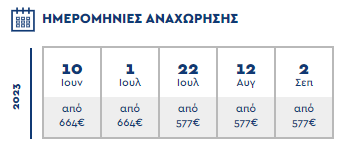 ΗΜΕΡΟΜΗΝΙΕΣ ΑΝΑΧΩΡΗΣΗΣ
2023
10 1 22 12 2
Ιουν Ιουλ Ιουλ Αυγ Σεπ
από από από από από
664€ 664€ 577€ 577€ 577€